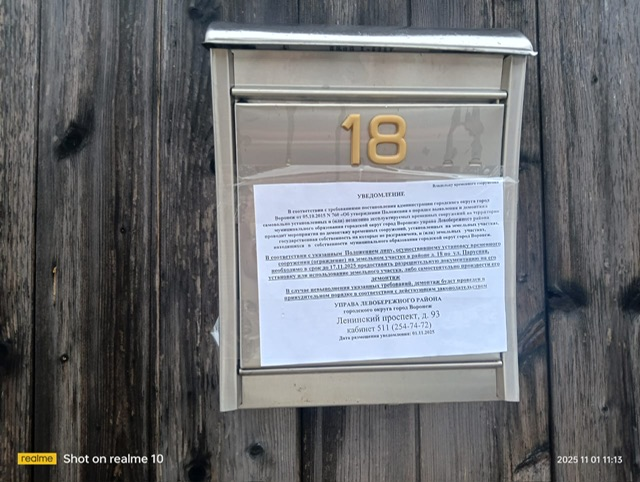 18
Владельцу временного сооружения
УВЕДОМЛЕНИЕ
В соответствии с требованиями постановления администрации городского округа город
Воронеж от 05.10.2015 N 760 «Об утверждении Положения о порядке выявления и демонтажа
самовольно установленных и (или) незаконно эксплуатируемых временных сооружений на территории
муниципального образования городской округ город Воронеж» управа Левобережного района
проводит мероприятия по демонтажу временных сооружений, установленных на земельных участках,
государственная собственность на которые не разграничена, и (или) земельных участках,
находящихся в собственности муниципального образования городской округ город Воронеж.
В соответствии с указанным Положением лицу, осуществившему установку временного
сооружения (ограждения) на земельном участке в районе д. 18 по ул. Парусная,
необходимо в срок до 17.11.2025 предоставить разрешительную документацию на его
установку или использование земельного участка, либо самостоятельно произвести его
демонтаж
В случае невыполнения указанных требований, демонтаж будет проведен в
принудительном порядке в соответствии с действующим законодательством
УПРАВА ЛЕВОБЕРЕЖНОГО РАЙОНА
городского округа город Воронеж
Ленинский проспект, д. 93
кабинет 511 (254-74-72)
Дата размещения уведомления: 01.11.2025
realme Shot on realme 10
2025 11 01 11:13